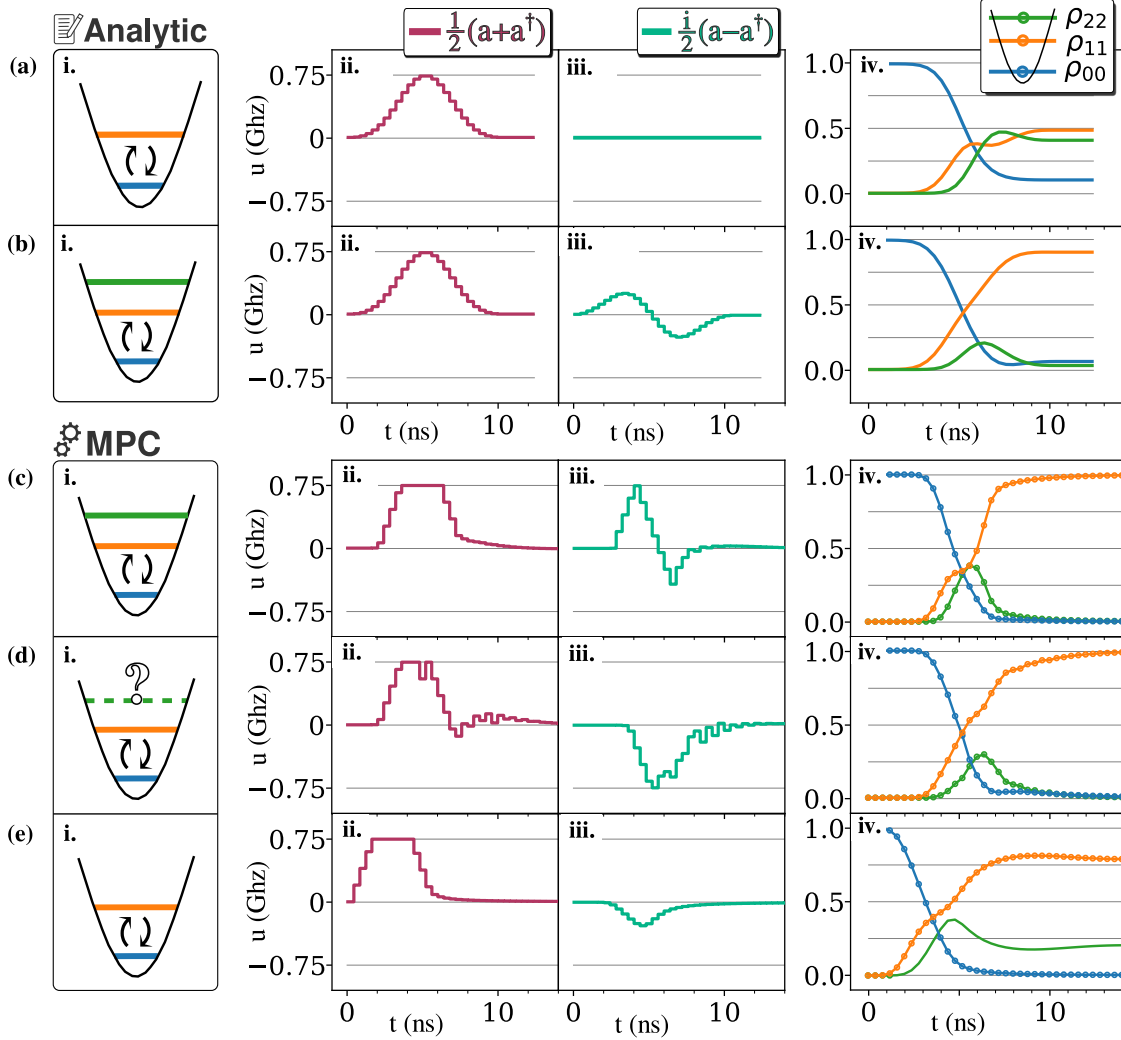 Analytic
½(a+a†)
i/2(a−a†)
ρ₂₂
ρ₁₁
ρ₀₀
(a)
i.
ii.
iii.
iv.
u (Ghz)
0.75
0
−0.75
1.0
0.5
0.0
(b)
i.
ii.
iii.
iv.
u (Ghz)
0.75
0
−0.75
1.0
0.5
0.0
0
10
t (ns)
0
10
t (ns)
0
10
MPC
(c)
i.
ii.
iii.
iv.
u (Ghz)
0.75
0
−0.75
1.0
0.5
0.0
(d)
i.
?
ii.
iii.
iv.
u (Ghz)
0.75
0
−0.75
1.0
0.5
0.0
(e)
i.
ii.
iii.
iv.
u (Ghz)
0.75
0
−0.75
1.0
0.5
0.0
0
10
t (ns)
0
10
t (ns)
0
10
t (ns)